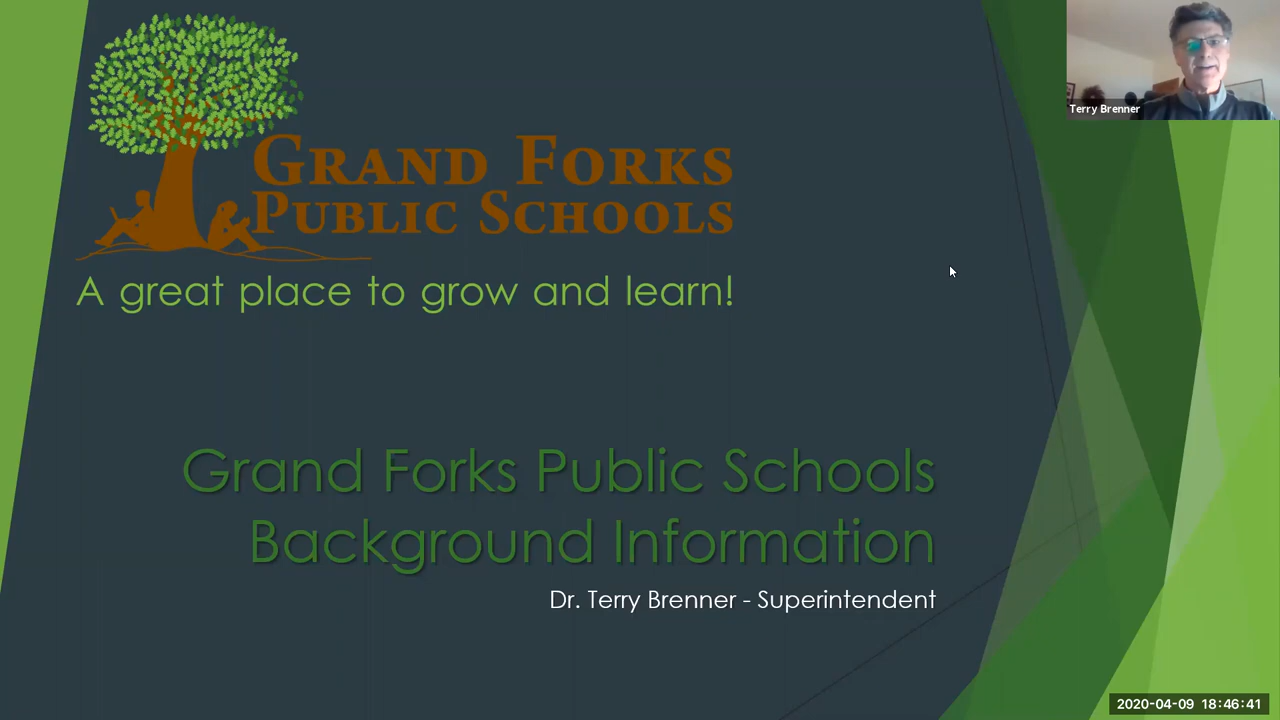 Grand Forks
Public Schools
A great place to grow and learn!
Terry Brenner
Grand Forks Public Schools
Background Information
Dr. Terry Brenner - Superintendent
2020-04-09 18:46:41